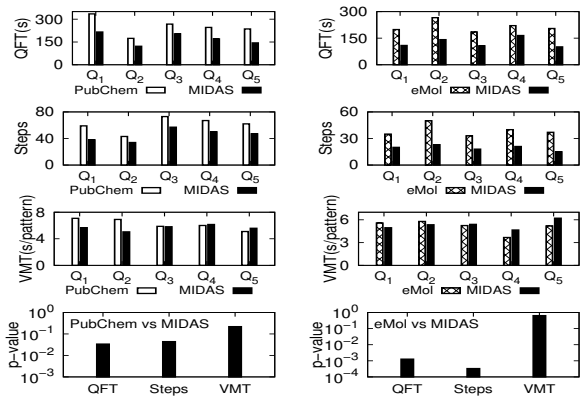 QFT(s)
300
150
0
Q1 Q2 Q3 Q4 Q5
PubChem MIDAS
QFT(s)
300
150
0
Q1 Q2 Q3 Q4 Q5
eMol MIDAS
Steps
80
40
0
Q1 Q2 Q3 Q4 Q5
PubChem MIDAS
Steps
60
30
0
Q1 Q2 Q3 Q4 Q5
eMol MIDAS
VMT(s/pattern)
8
4
0
Q1 Q2 Q3 Q4 Q5
PubChem MIDAS
VMT(s/pattern)
6
3
0
Q1 Q2 Q3 Q4 Q5
eMol MIDAS
p−value
10^0
10^−1
10^−2
10^−3
PubChem vs MIDAS
QFT Steps VMT
p−value
10^0
10^−1
10^−2
10^−3
10^−4
eMol vs MIDAS
QFT Steps VMT